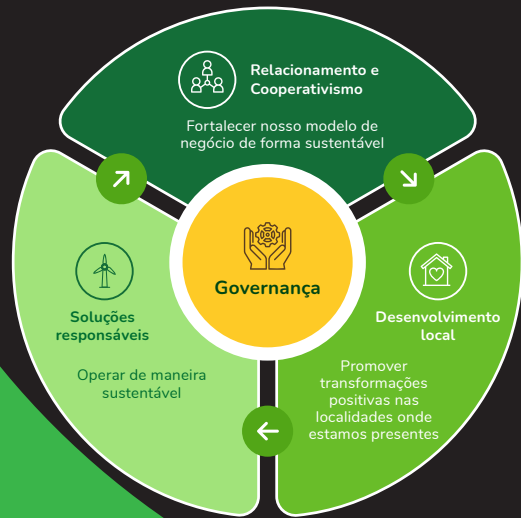 Relacionamento e
Cooperativismo
Fortalecer nosso modelo de
negócio de forma sustentável
Governança
Soluções
responsáveis
Operar de maneira
sustentável
Desenvolvimento
local
Promover
transformações
positivas nas
localidades onde
estamos presentes